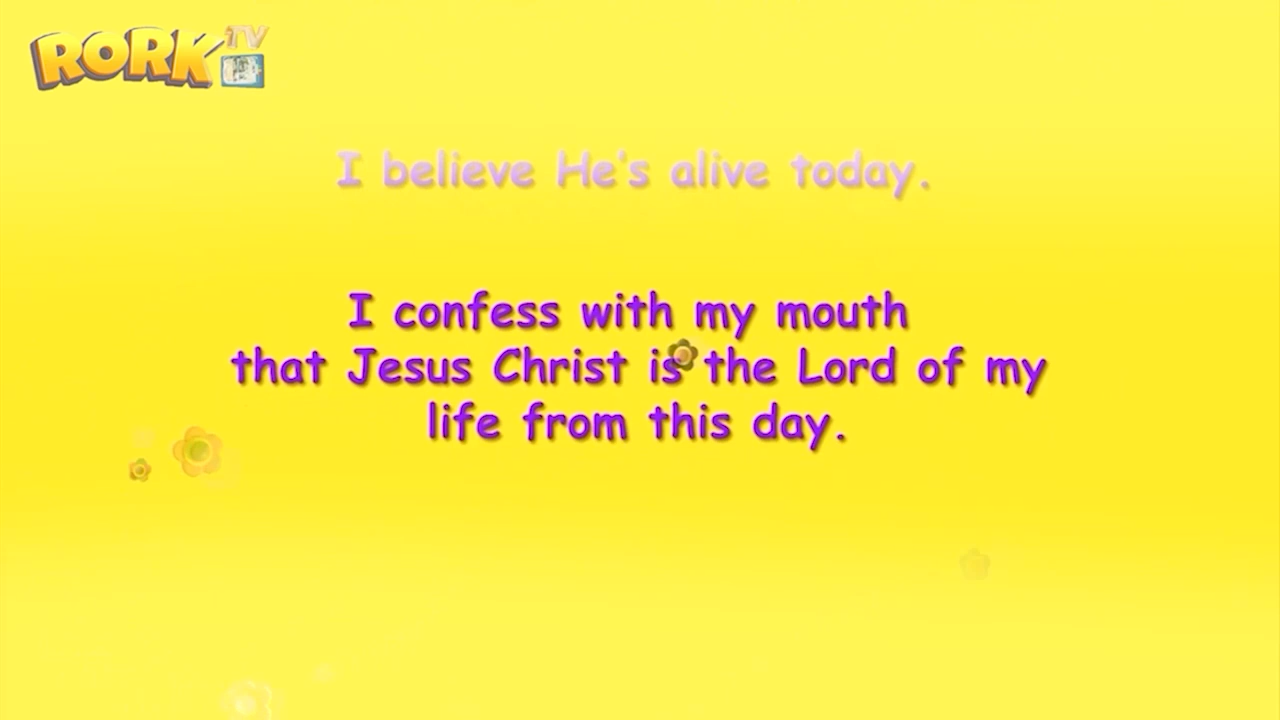 RORK TV
I believe He's alive today.
I confess with my mouth
that Jesus Christ is the Lord of my
life from this day.